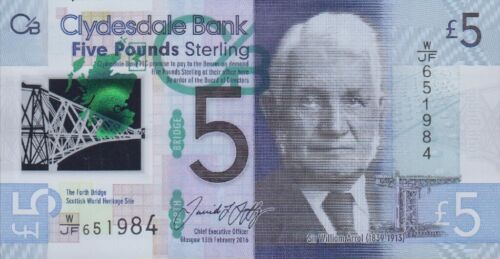 CB
Clydesdale Bank
Five Pounds Sterling
Clydesdale Bank PLC promise to pay to the Bearer on demand
Five Pounds Sterling at their office here
By order of the Board of Directors
£5
W/JF 651984
5
BRIDGE
FORTH
The Forth Bridge
Scottish World Heritage Site
Chief Executive Officer
Glasgow 15th February 2016
£5
W/JF 651984
Sir William Arrol (1839-1913)
£5